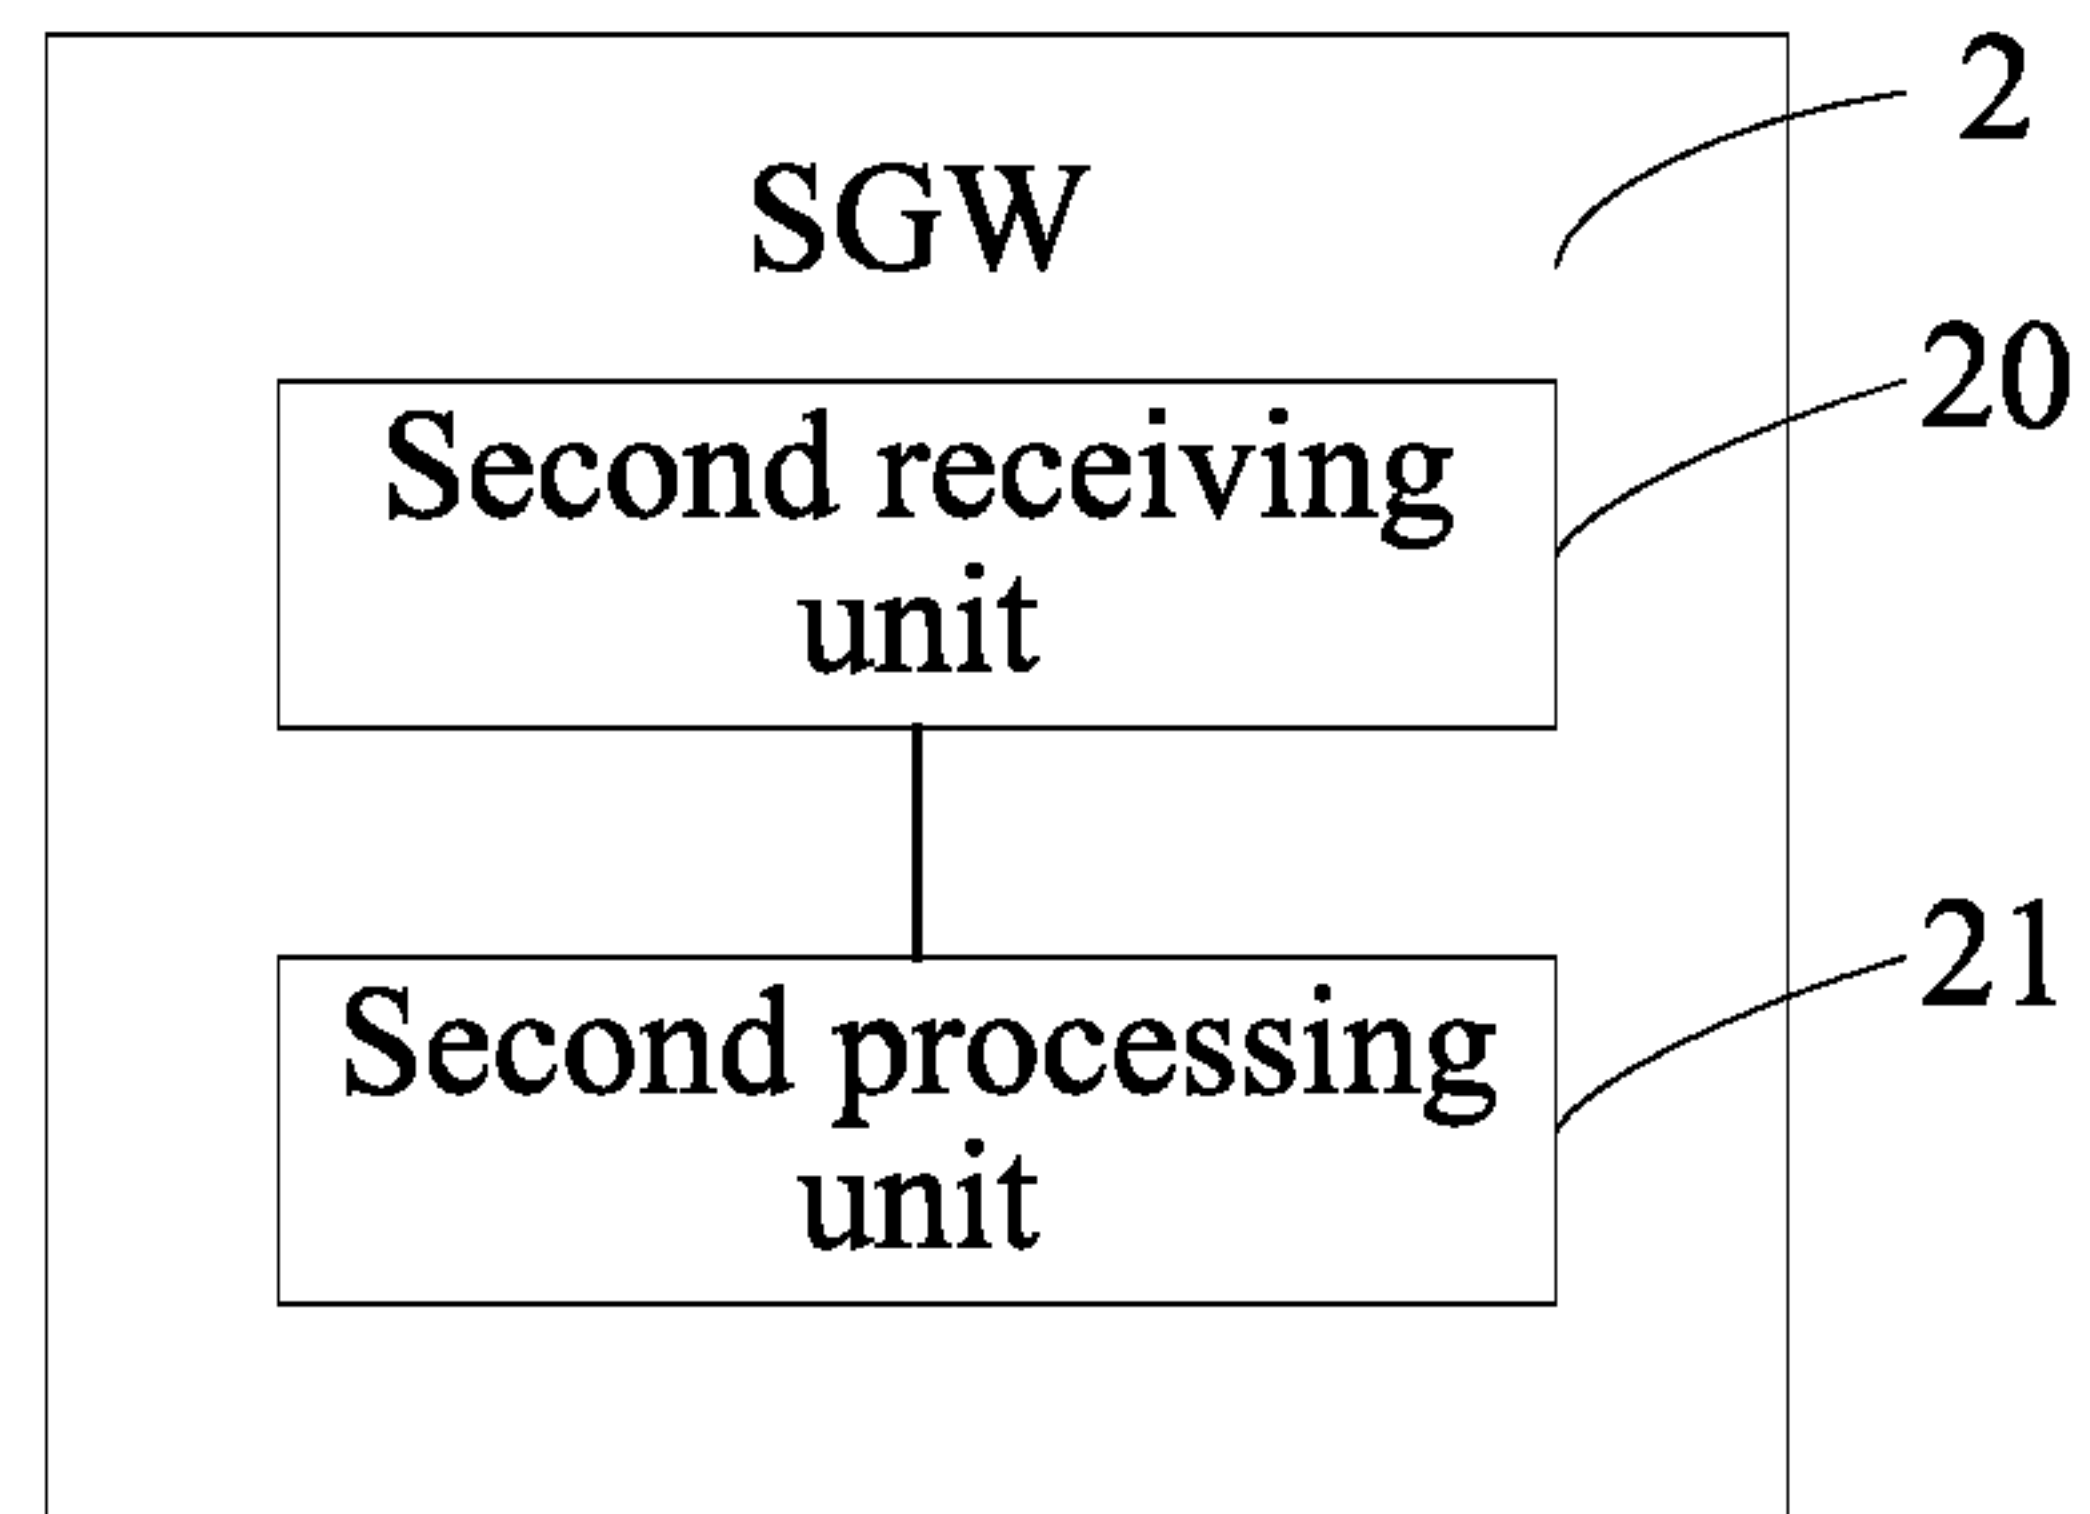 2
SGW
20
Second receiving
unit
21
Second processing
unit